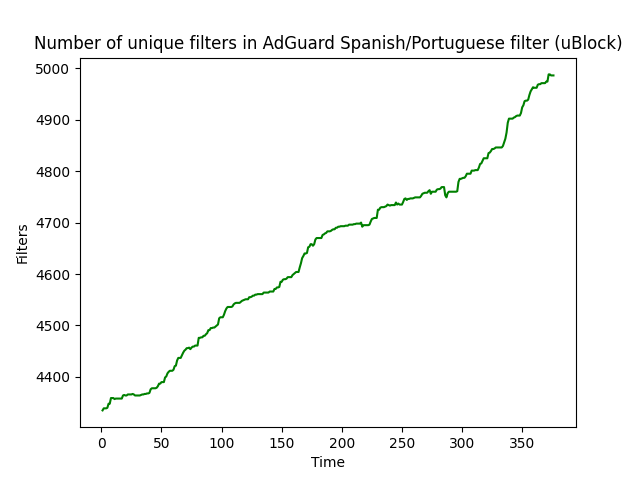 Number of unique filters in AdGuard Spanish/Portuguese filter (uBlock)
5000
4900
4800
4700
4600
4500
4400
Filters
0 50 100 150 200 250 300 350
Time